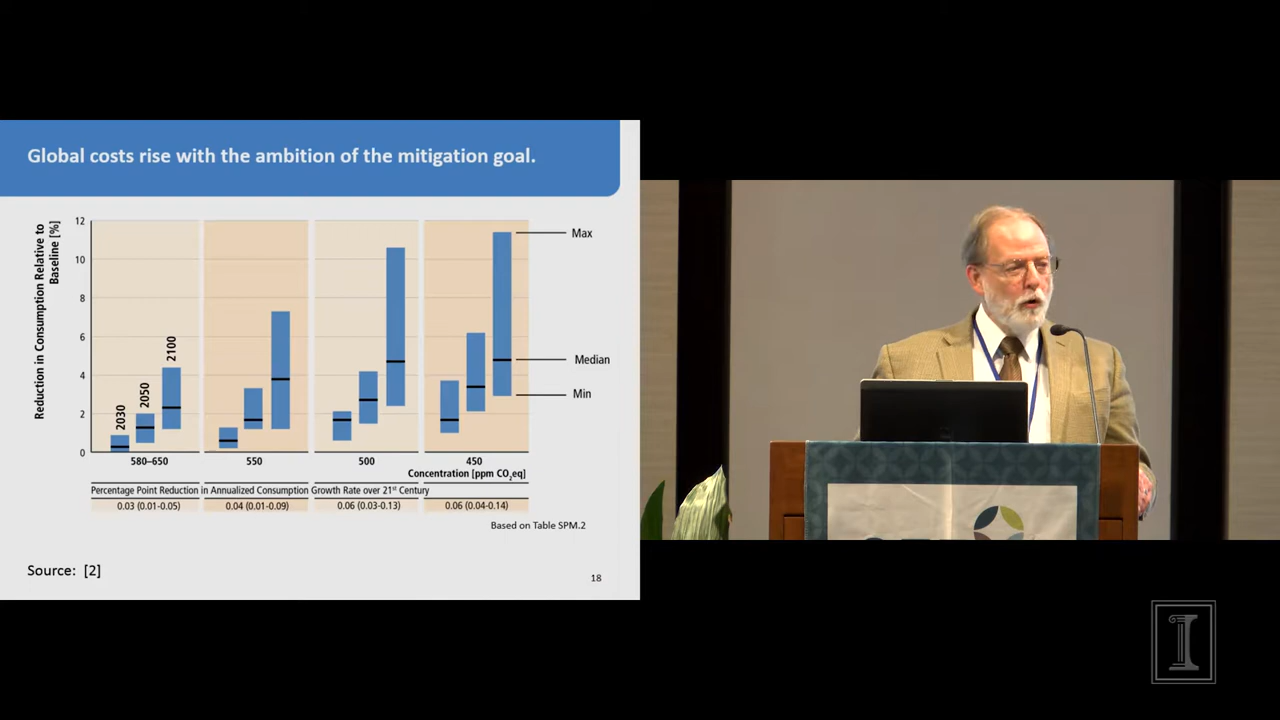 Global costs rise with the ambition of the mitigation goal.
Reduction in Consumption Relative to
Baseline [%]
12
10
8
6
4
2
0
2030
2050
2100
Max
Median
Min
580–650
550
500
450
Concentration [ppm CO₂eq]
Percentage Point Reduction in Annualized Consumption Growth Rate over 21st Century
0.03 (0.01-0.05)
0.04 (0.01-0.09)
0.06 (0.03-0.13)
0.06 (0.04-0.14)
Based on Table SPM.2
Source: [2]
18
I